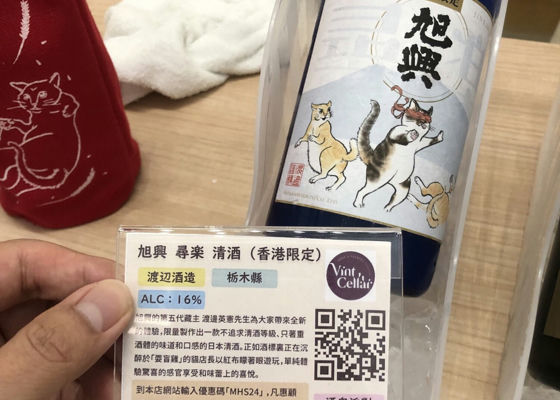 旭興
旭興 尋楽 清酒（香港限定）
Vint
Cellar
渡辺酒造
栃木縣
ALC：16%
旭興的第五代藏主 渡邉英憲先生為大家帶來全新
的體驗，限量製作出一款不追求清酒等級、只著重
酒體的味道和口感的日本清酒。正如酒標裏正在沉
醉於「耍盲雞」的貓店長以紅布矇著眼遊玩，單純體
驗驚喜的感官享受和味蕾上的喜悅。
到本店網站輸入優惠碼「MHS24」，凡惠顧